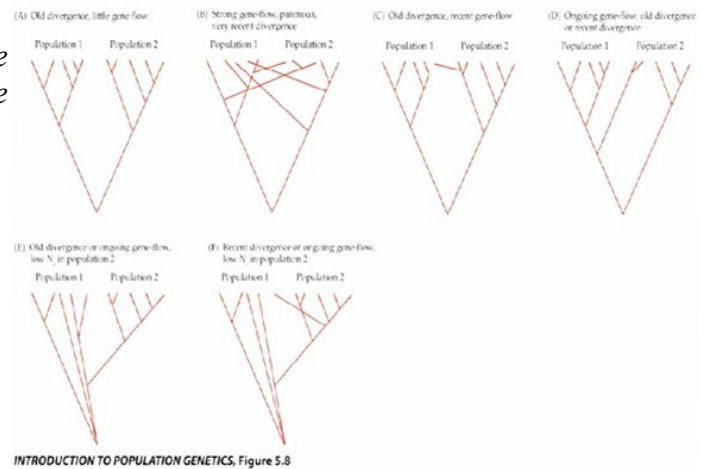 (A) Old divergence, little gene flow
Population 1 Population 2
(B) Strong gene-flow, panmixia,
very recent divergence
Population 1 Population 2
(C) Old divergence, recent gene-flow
Population 1 Population 2
(D) Ongoing gene-flow, old divergence
or recent divergence
Population 1 Population 2
e
e
(E) Old divergence or ongoing gene-flow,
low Ne in population 2
Population 1 Population 2
(F) Recent divergence or ongoing gene-flow,
low Ne in population 2
Population 1 Population 2
INTRODUCTION TO POPULATION GENETICS, Figure 5.8